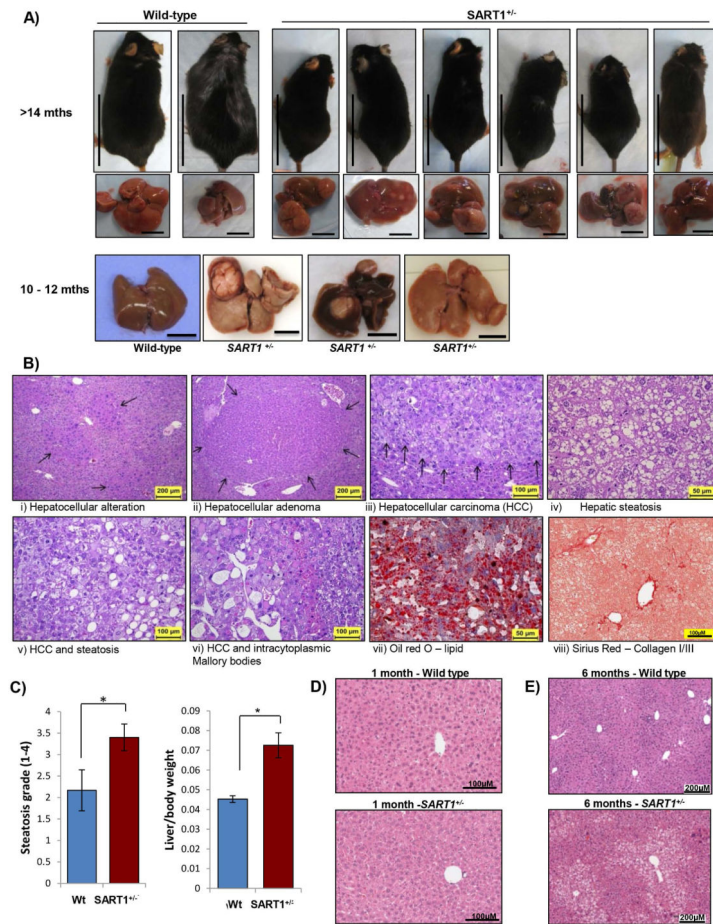 A)
Wild-type
SART1+/-
>14 mths
10 - 12 mths
Wild-type
SART1 +/-
SART1 +/-
SART1+/-
B)
200 µm
200 µm
100 µm
50 µm
i) Hepatocellular alteration
ii) Hepatocellular adenoma
iii) Hepatocellular carcinoma (HCC)
iv) Hepatic steatosis
100 µm
100 µm
50 µm
100µm
v) HCC and steatosis
vi) HCC and intracytoplasmic
Mallory bodies
vii) Oil red O – lipid
viii) Sirius Red – Collagen I/III
C)
Steatosis grade (1-4)
4
3.5
3
2.5
2
1.5
1
0.5
0
*
Wt
SART1+/-
Liver/body weight
0.09
0.08
0.07
0.06
0.05
0.04
0.03
0.02
0.01
0
*
Wt
SART1+/-
D)
1 month - Wild type
100µM
1 month -SART1+/-
100µM
E)
6 months - Wild type
200µM
6 months - SART1+/-
200µM